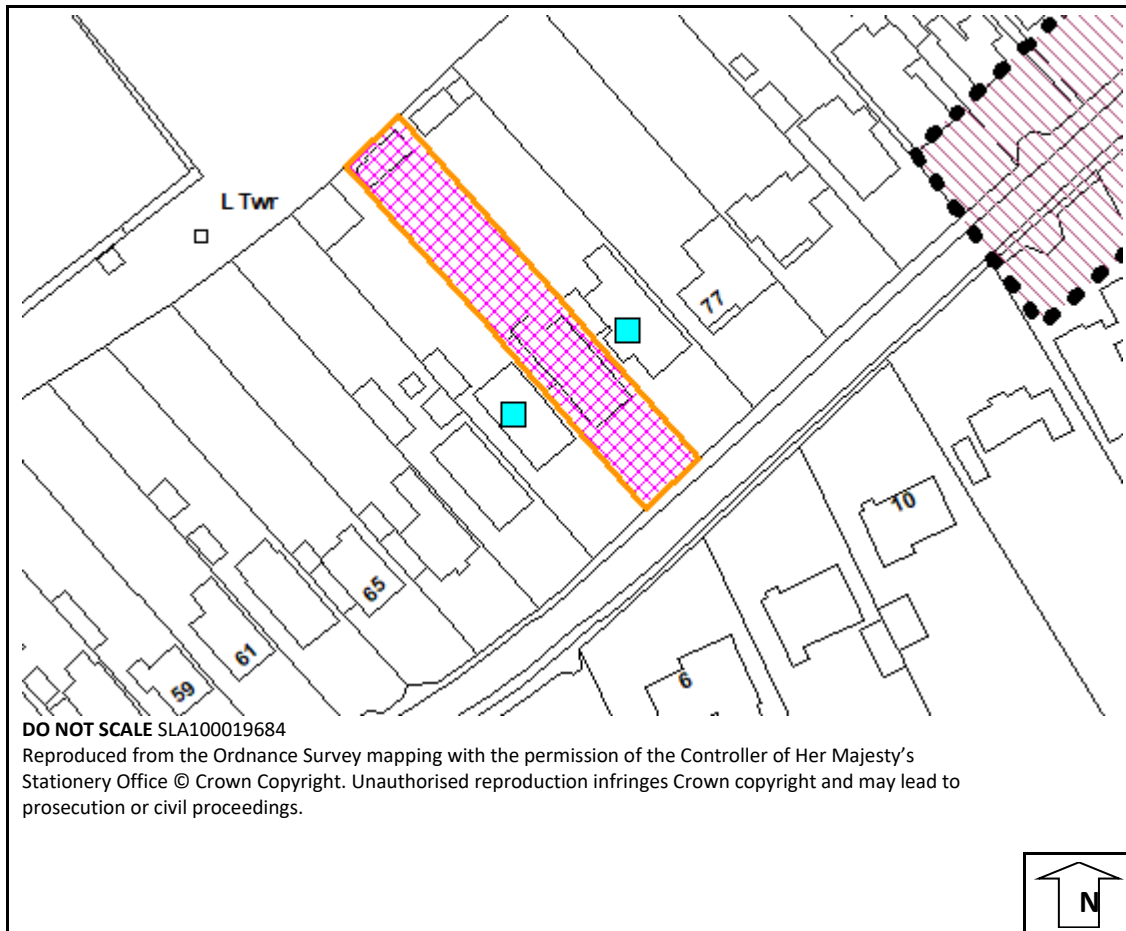 L Twr
77
10
65
61
59
6
DO NOT SCALE SLA100019684
Reproduced from the Ordnance Survey mapping with the permission of the Controller of Her Majesty's
Stationery Office © Crown Copyright. Unauthorised reproduction infringes Crown copyright and may lead to
prosecution or civil proceedings.
N